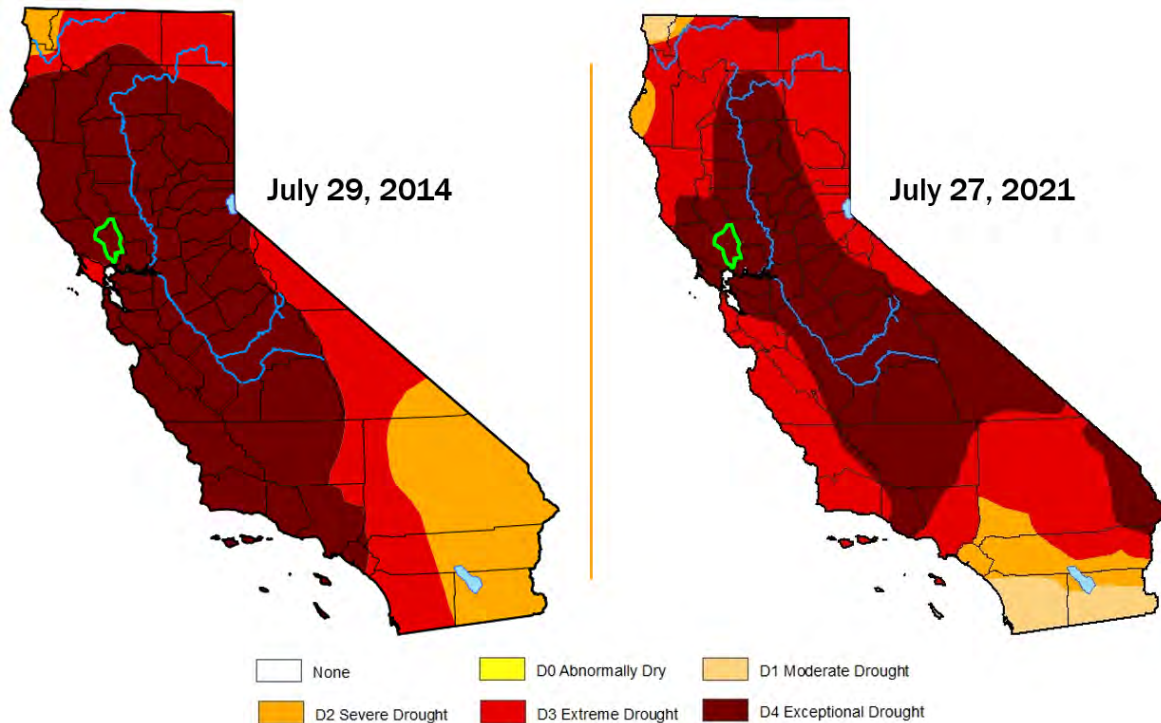 July 29, 2014
July 27, 2021
None
D0 Abnormally Dry
D1 Moderate Drought
D2 Severe Drought
D3 Extreme Drought
D4 Exceptional Drought